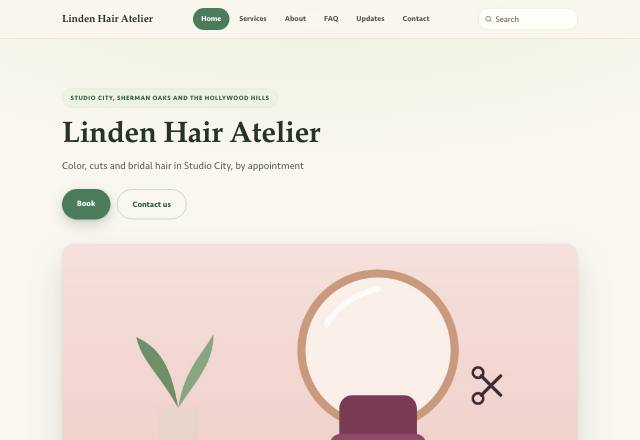 Linden Hair Atelier
Home Services About FAQ Updates Contact
Search
STUDIO CITY, SHERMAN OAKS AND THE HOLLYWOOD HILLS
Linden Hair Atelier
Color, cuts and bridal hair in Studio City, by appointment
Book Contact us